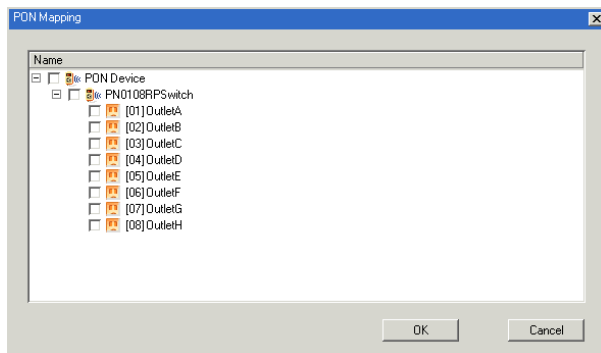 PON Mapping
Name
PON Device
PN0108RPSwitch
[01] OutletA
[02] OutletB
[03] OutletC
[04] OutletD
[05] OutletE
[06] OutletF
[07] OutletG
[08] OutletH
OK Cancel